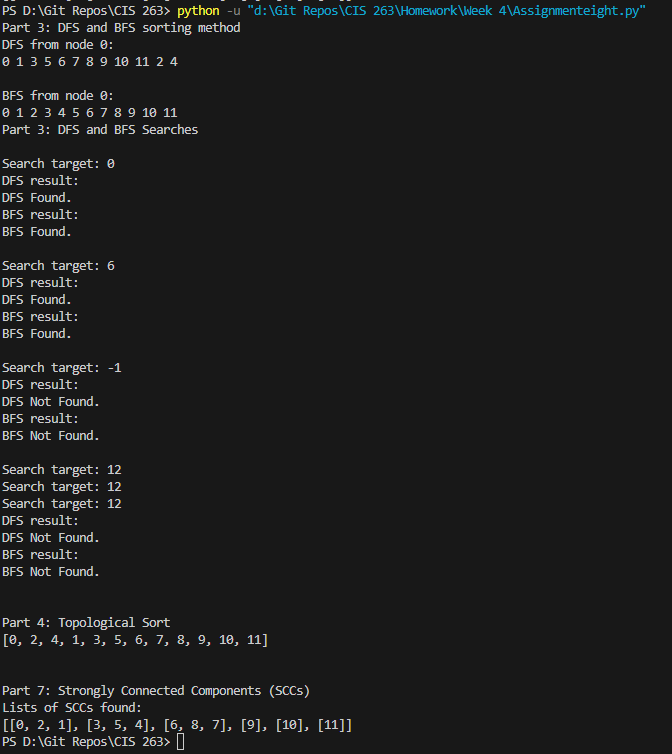 PS D:\Git Repos\CIS 263> python -u "d:\Git Repos\CIS 263\Homework\Week 4\Assignmenteight.py"
Part 3: DFS and BFS sorting method
DFS from node 0:
0 1 3 5 6 7 8 9 10 11 2 4

BFS from node 0:
0 1 2 3 4 5 6 7 8 9 10 11
Part 3: DFS and BFS Searches

Search target: 0
DFS result:
DFS Found.
BFS result:
BFS Found.

Search target: 6
DFS result:
DFS Found.
BFS result:
BFS Found.

Search target: -1
DFS result:
DFS Not Found.
BFS result:
BFS Not Found.

Search target: 12
Search target: 12
Search target: 12
DFS result:
DFS Not Found.
BFS result:
BFS Not Found.


Part 4: Topological Sort
[0, 2, 4, 1, 3, 5, 6, 7, 8, 9, 10, 11]


Part 7: Strongly Connected Components (SCCs)
Lists of SCCs found:
[[0, 2, 1], [3, 5, 4], [6, 8, 7], [9], [10], [11]]
PS D:\Git Repos\CIS 263>